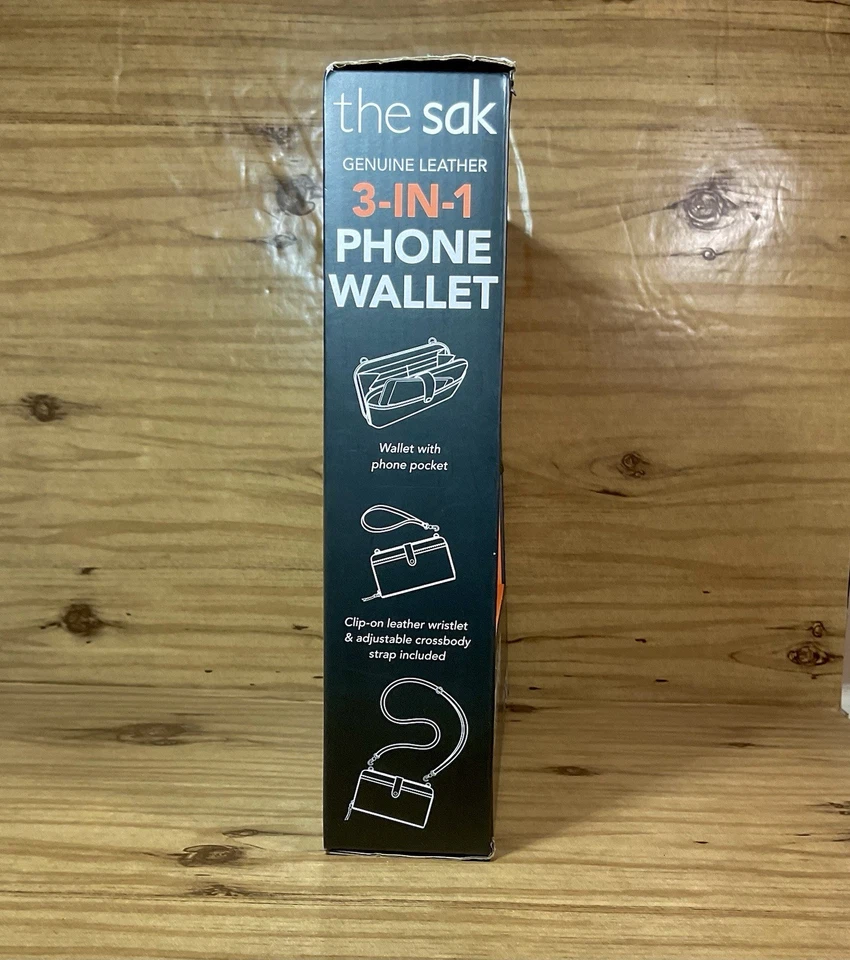 the sak
GENUINE LEATHER
3-IN-1
PHONE
WALLET
Wallet with
phone pocket
Clip-on leather wristlet
& adjustable crossbody
strap included